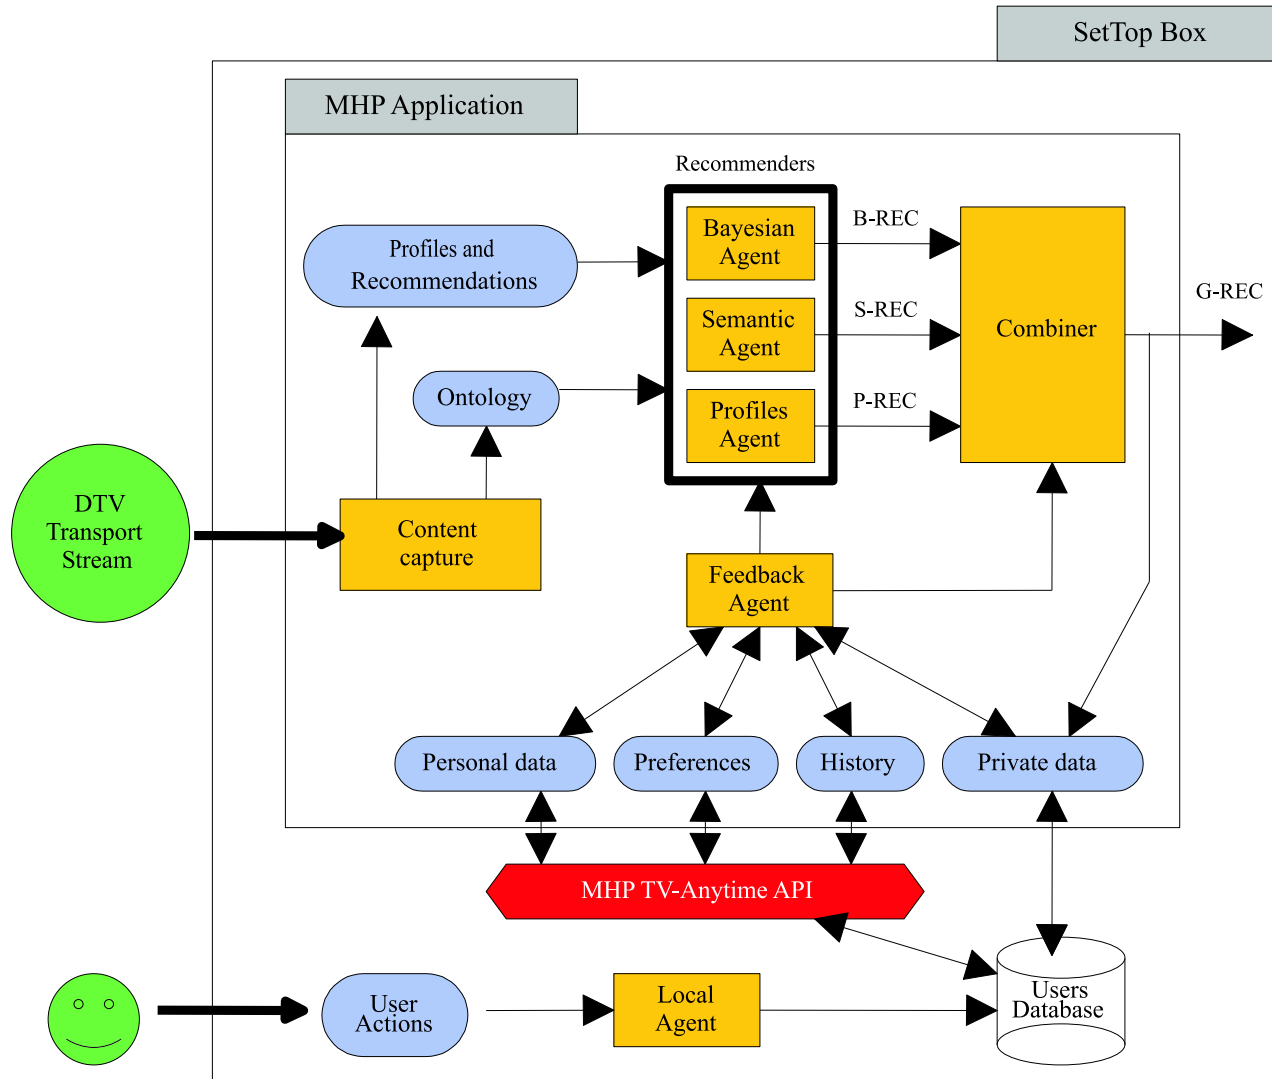 SetTop Box
MHP Application
Recommenders
Profiles and
Recommendations
Bayesian
Agent
B-REC
Semantic
Agent
S-REC
Combiner
G-REC
Ontology
Profiles
Agent
P-REC
DTV
Transport
Stream
Content
capture
Feedback
Agent
Personal data
Preferences
History
Private data
MHP TV-Anytime API
User
Actions
Local
Agent
Users
Database